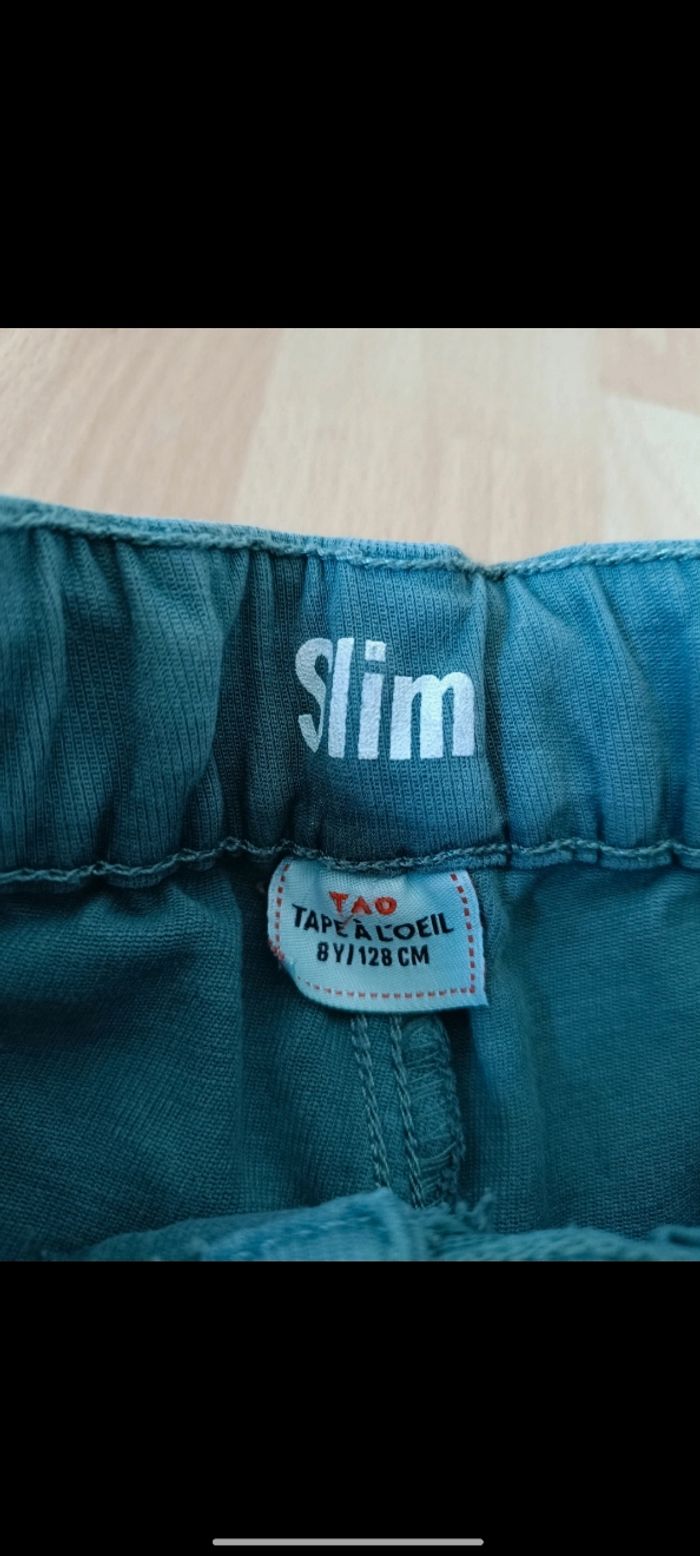 Slim
TAO
TAPE À L'OEIL
8 Y/128 CM